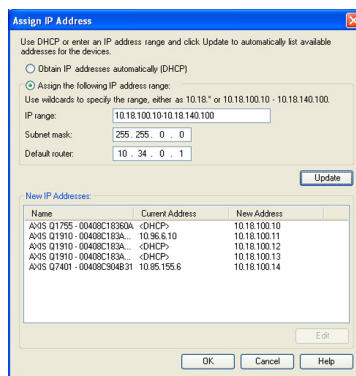 Assign IP Address
Use DHCP or enter an IP address range and click Update to automatically list available
addresses for the devices.
Obtain IP addresses automatically (DHCP)
Assign the following IP address range:
Use wildcards to specify the range, either as 10.18.* or 10.18.100.10 - 10.18.140.100.
IP range: 10.18.100.10-10.18.140.100
Subnet mask: 255 . 255 . 0 . 0
Default router: 10 . 34 . 0 . 1
Update
New IP Addresses:
Name Current Address New Address
AXIS Q1755 - 00408C18360A <DHCP> 10.18.100.10
AXIS Q1910 - 00408C183A... 10.96.6.10 10.18.100.11
AXIS Q1910 - 00408C183A... <DHCP> 10.18.100.12
AXIS Q1910 - 00408C183A... <DHCP> 10.18.100.13
AXIS Q7401 - 00408C904B31 10.85.155.6 10.18.100.14
Edit
OK Cancel Help